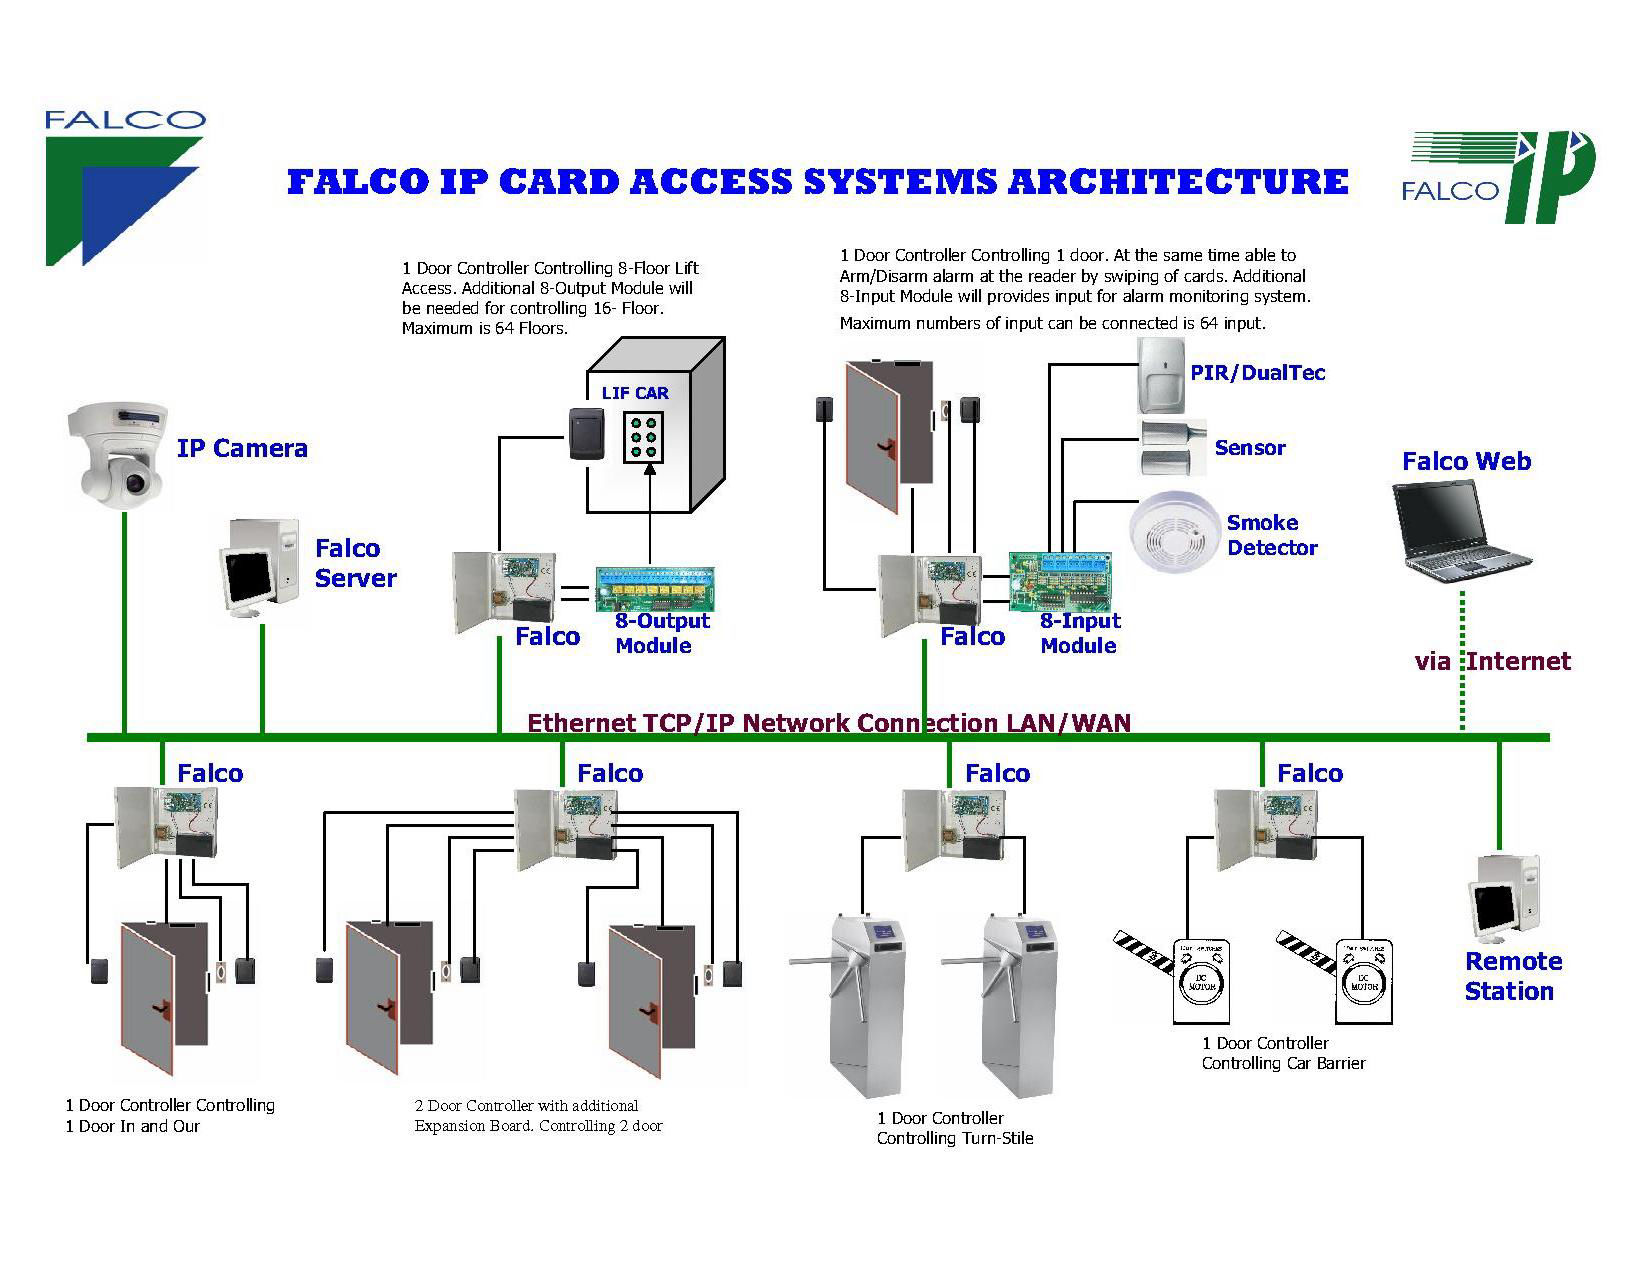 FALCO
FALCO IP CARD ACCESS SYSTEMS ARCHITECTURE
FALCO iP
1 Door Controller Controlling 8-Floor Lift
Access. Additional 8-Output Module will
be needed for controlling 16- Floor.
Maximum is 64 Floors.
1 Door Controller Controlling 1 door. At the same time able to
Arm/Disarm alarm at the reader by swiping of cards. Additional
8-Input Module will provides input for alarm monitoring system.
Maximum numbers of input can be connected is 64 input.
LIF CAR
PIR/DualTec
IP Camera
Sensor
Falco Web
Falco
Server
Smoke
Detector
Falco
8-Output
Module
Falco
8-Input
Module
via Internet
Ethernet TCP/IP Network Connection LAN/WAN
Falco
Falco
Falco
Falco
DC
MOTOR
DC
MOTOR
Remote
Station
1 Door Controller
Controlling Car Barrier
1 Door Controller Controlling
1 Door In and Our
2 Door Controller with additional
Expansion Board. Controlling 2 door
1 Door Controller
Controlling Turn-Stile